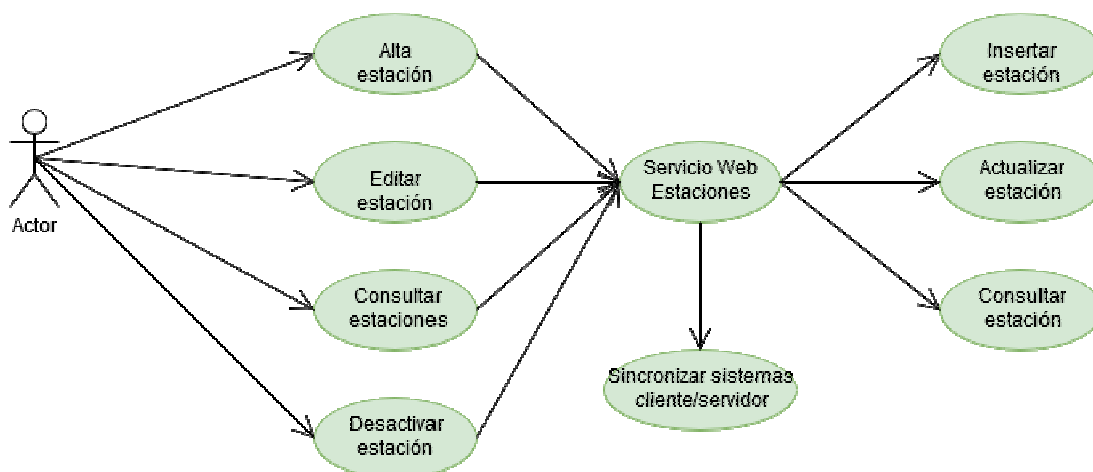 Alta
estación
Insertar
estación
Actor
Editar
estación
Servicio Web
Estaciones
Actualizar
estación
Consultar
estaciones
Consultar
estación
Sincronizar sistemas
cliente/servidor
Desactivar
estación